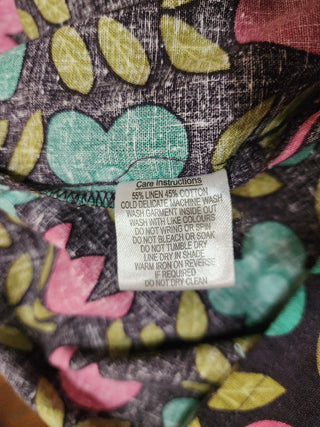 Care Instructions
55% LINEN 45% COTTON
COLD DELICATE MACHINE WASH
WASH GARMENT INSIDE OUT
WASH WITH LIKE COLOURS
DO NOT WRING OR SPIN
DO NOT BLEACH OR SOAK
DO NOT TUMBLE DRY
LINE DRY IN SHADE
WARM IRON ON REVERSE
IF REQUIRED
DO NOT DRY CLEAN